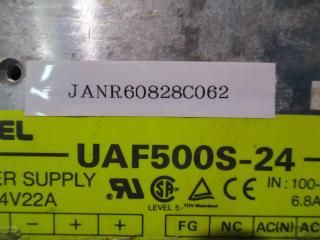 JANR60828C062
EL
UAF500S-24
ER SUPPLY
IN : 100-
4V22A
LEVEL 5
6.8A
- - + + FG NC AC(N) AC(